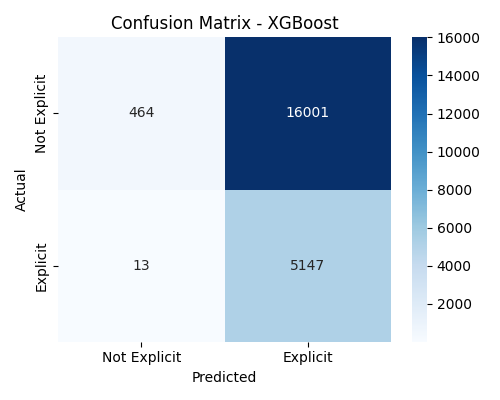 Confusion Matrix - XGBoost
Actual
Not Explicit
Explicit
464
16001
13
5147
Not Explicit
Explicit
Predicted
16000
14000
12000
10000
8000
6000
4000
2000